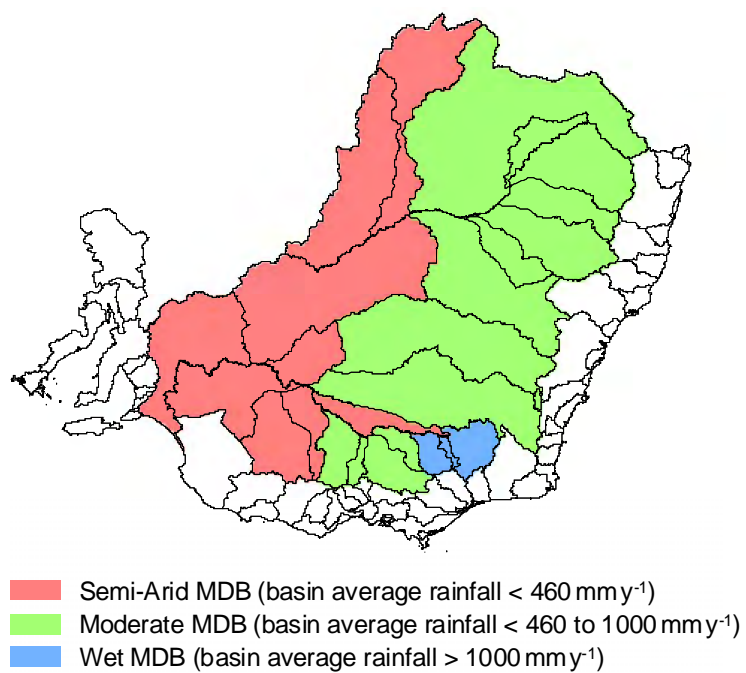 Semi-Arid MDB (basin average rainfall < 460 mm y-1)
Moderate MDB (basin average rainfall < 460 to 1000 mm y-1)
Wet MDB (basin average rainfall > 1000 mm y-1)